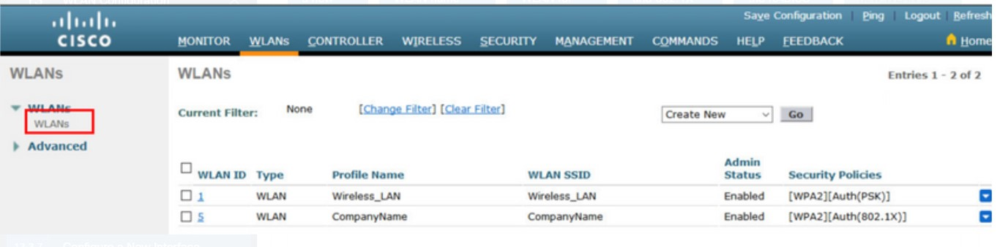 Save Configuration | Ping | Logout | Refresh
CISCO
MONITOR WLANs CONTROLLER WIRELESS SECURITY MANAGEMENT COMMANDS HELP FEEDBACK Home
WLANs
WLANs
Entries 1 - 2 of 2
WLANs
WLANs
Advanced
Current Filter: None [Change Filter] [Clear Filter]
Create New Go
WLAN ID Type Profile Name WLAN SSID Admin Status Security Policies
1 WLAN Wireless_LAN Wireless_LAN Enabled [WPA2][Auth(PSK)]
5 WLAN CompanyName CompanyName Enabled [WPA2][Auth(802.1X)]